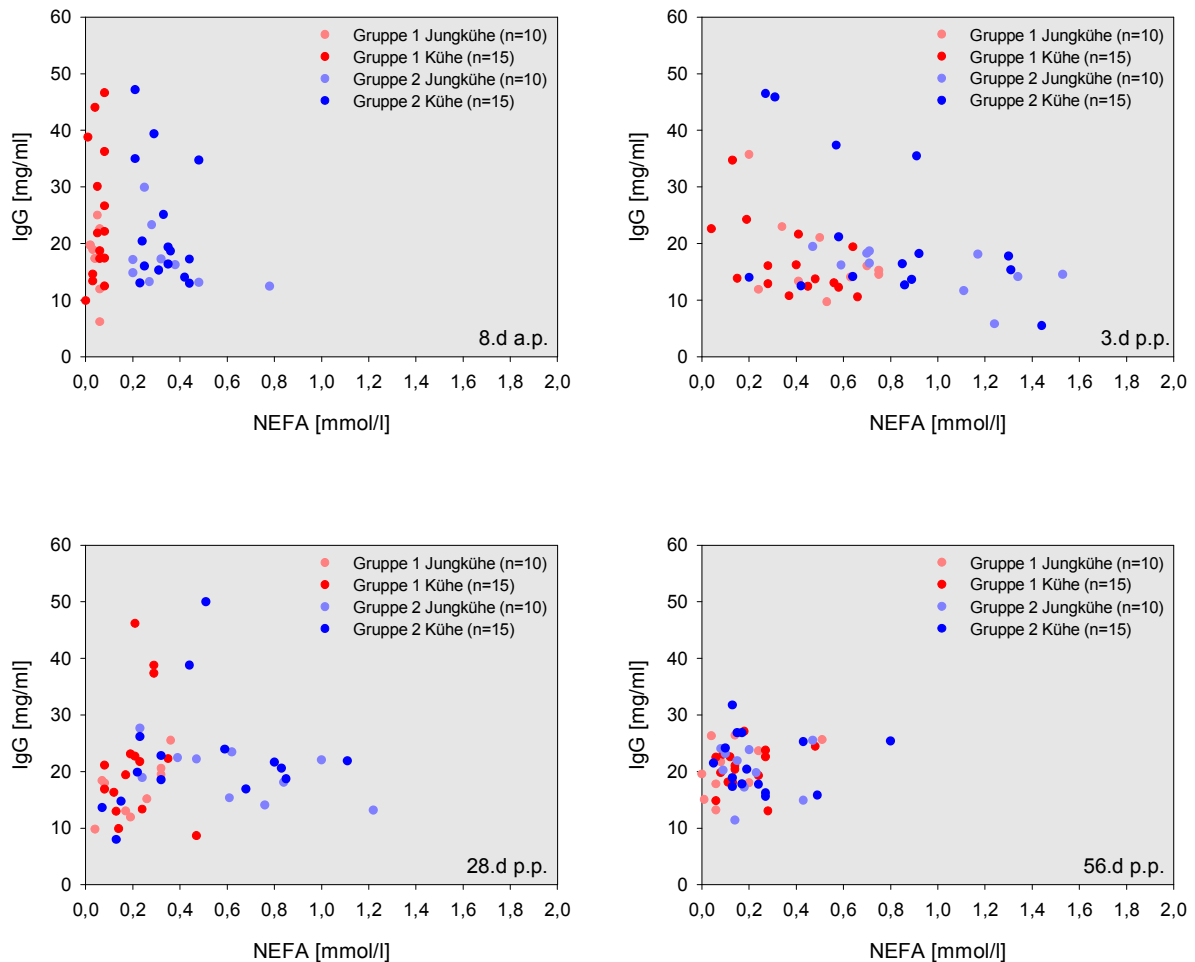 60
50
40
30
20
10
0
IgG [mg/ml]
Gruppe 1 Jungkühe (n=10)
Gruppe 1 Kühe (n=15)
Gruppe 2 Jungkühe (n=10)
Gruppe 2 Kühe (n=15)
8.d a.p.
0,0 0,2 0,4 0,6 0,8 1,0 1,2 1,4 1,6 1,8 2,0
NEFA [mmol/l]
60
50
40
30
20
10
0
IgG [mg/ml]
Gruppe 1 Jungkühe (n=10)
Gruppe 1 Kühe (n=15)
Gruppe 2 Jungkühe (n=10)
Gruppe 2 Kühe (n=15)
3.d p.p.
0,0 0,2 0,4 0,6 0,8 1,0 1,2 1,4 1,6 1,8 2,0
NEFA [mmol/l]
60
50
40
30
20
10
0
IgG [mg/ml]
Gruppe 1 Jungkühe (n=10)
Gruppe 1 Kühe (n=15)
Gruppe 2 Jungkühe (n=10)
Gruppe 2 Kühe (n=15)
28.d p.p.
0,0 0,2 0,4 0,6 0,8 1,0 1,2 1,4 1,6 1,8 2,0
NEFA [mmol/l]
60
50
40
30
20
10
0
IgG [mg/ml]
Gruppe 1 Jungkühe (n=10)
Gruppe 1 Kühe (n=15)
Gruppe 2 Jungkühe (n=10)
Gruppe 2 Kühe (n=15)
56.d p.p.
0,0 0,2 0,4 0,6 0,8 1,0 1,2 1,4 1,6 1,8 2,0
NEFA [mmol/l]